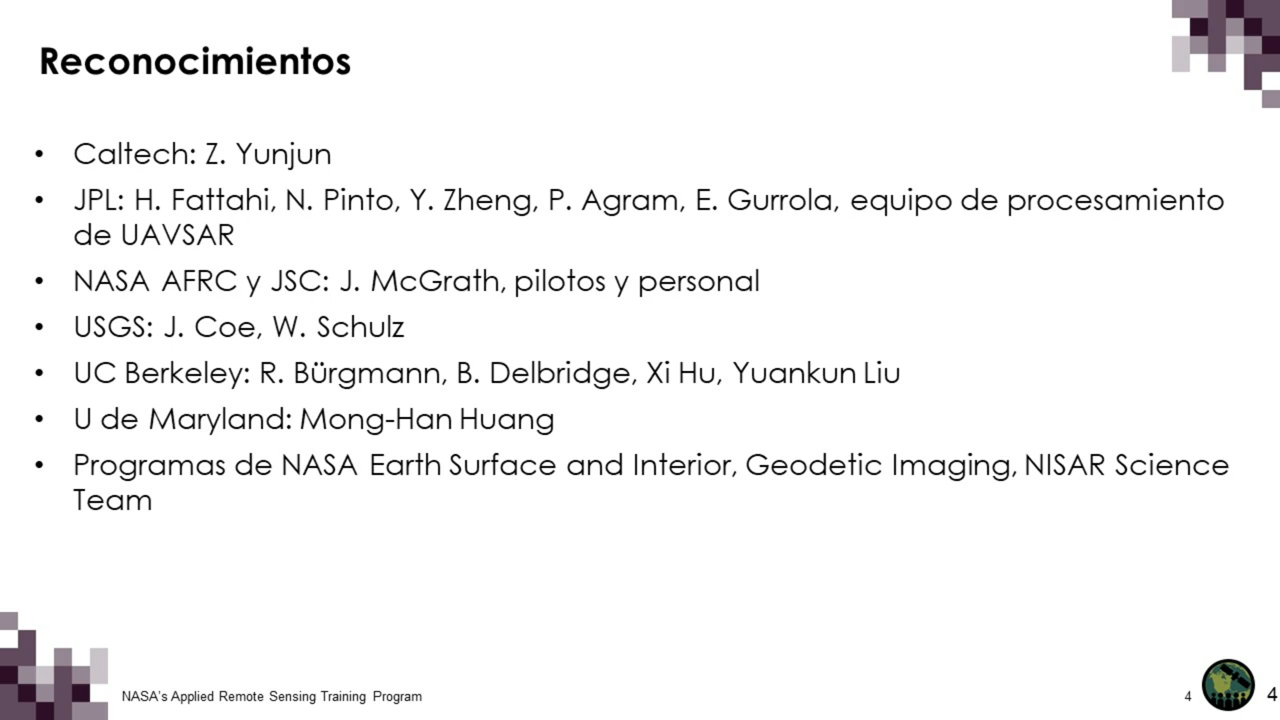 Reconocimientos
• Caltech: Z. Yunjun
• JPL: H. Fattahi, N. Pinto, Y. Zheng, P. Agram, E. Gurrola, equipo de procesamiento
de UAVSAR
• NASA AFRC y JSC: J. McGrath, pilotos y personal
• USGS: J. Coe, W. Schulz
• UC Berkeley: R. Bürgmann, B. Delbridge, Xi Hu, Yuankun Liu
• U de Maryland: Mong-Han Huang
• Programas de NASA Earth Surface and Interior, Geodetic Imaging, NISAR Science
Team
NASA's Applied Remote Sensing Training Program
4
4